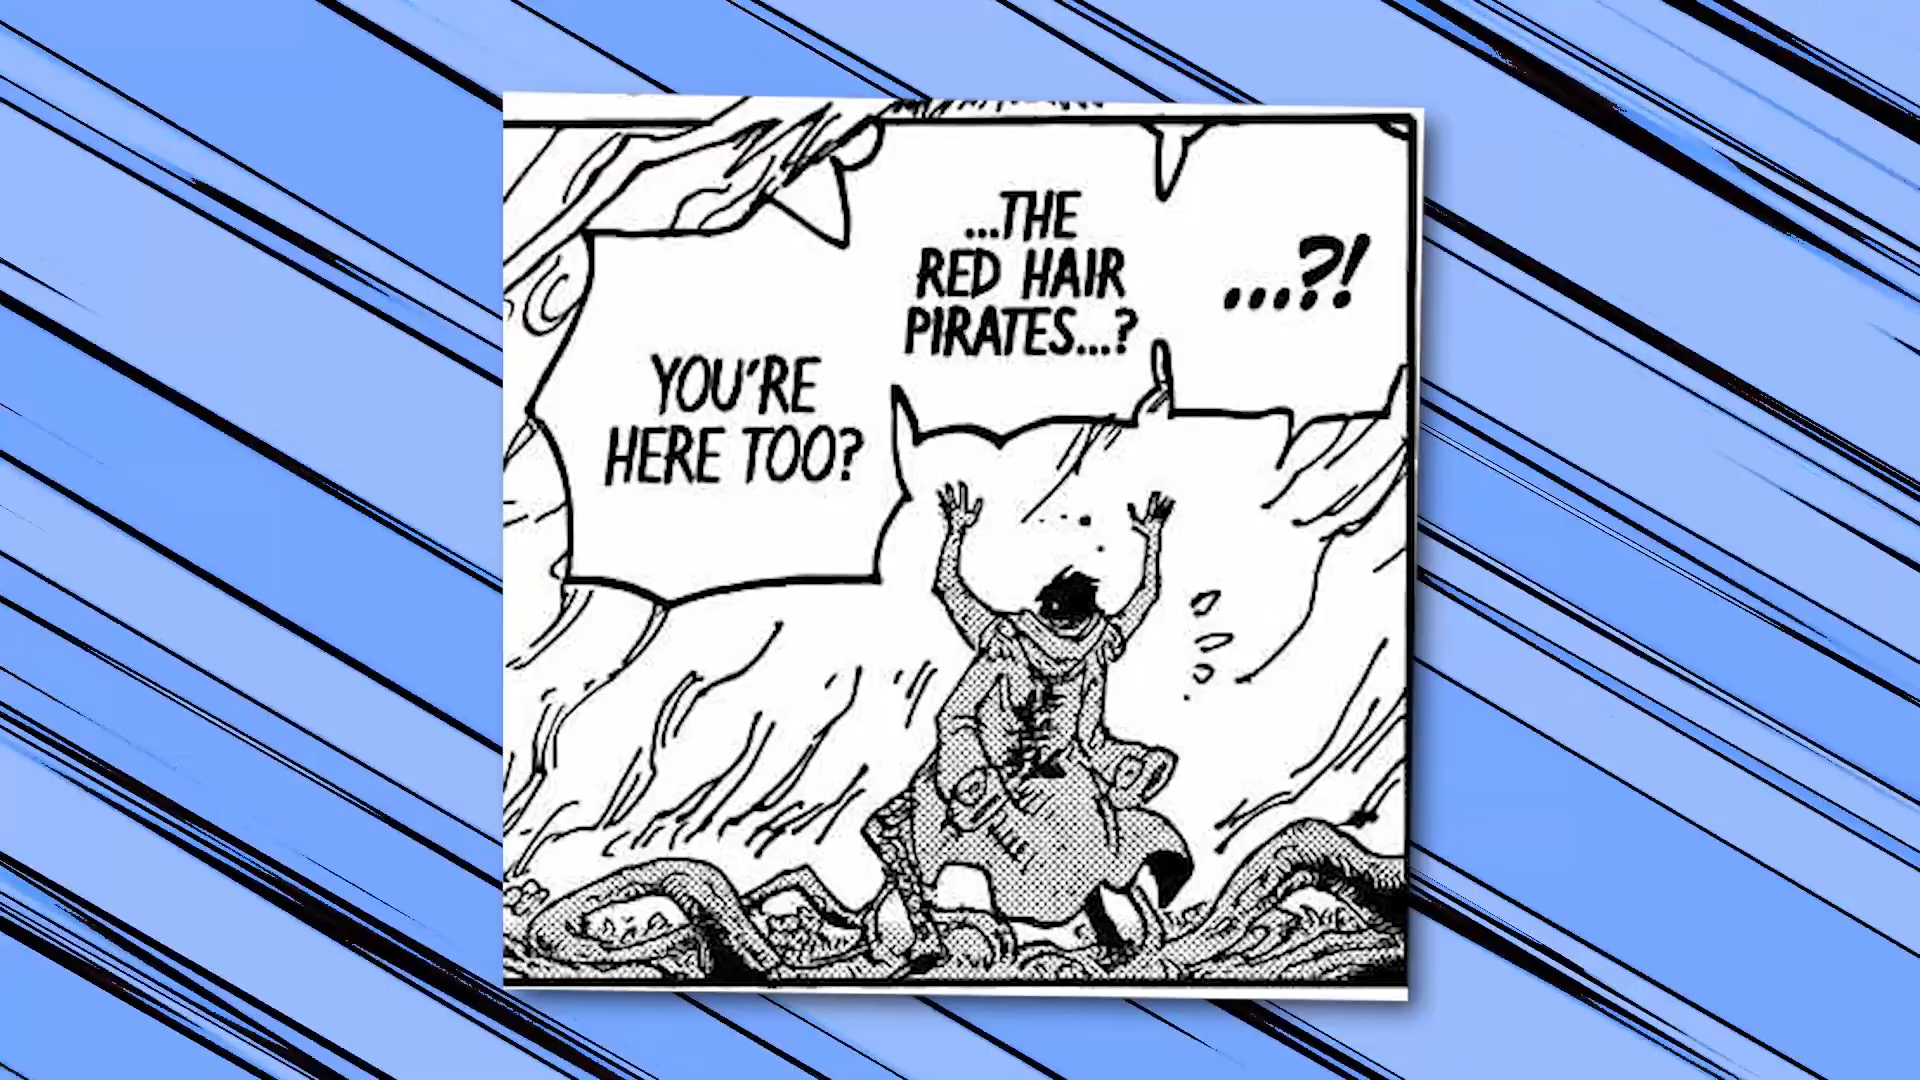 ...?!
...THE
RED HAIR
PIRATES...?
YOU'RE
HERE TOO?